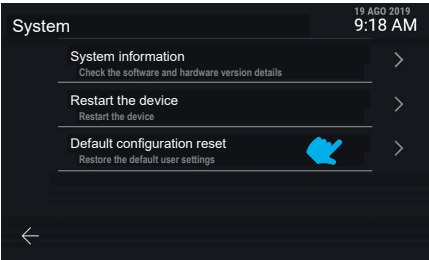 19 AGO 2019
System
9:18 AM
System information
Check the software and hardware version details
Restart the device
Restart the device
Default configuration reset
Restore the default user settings